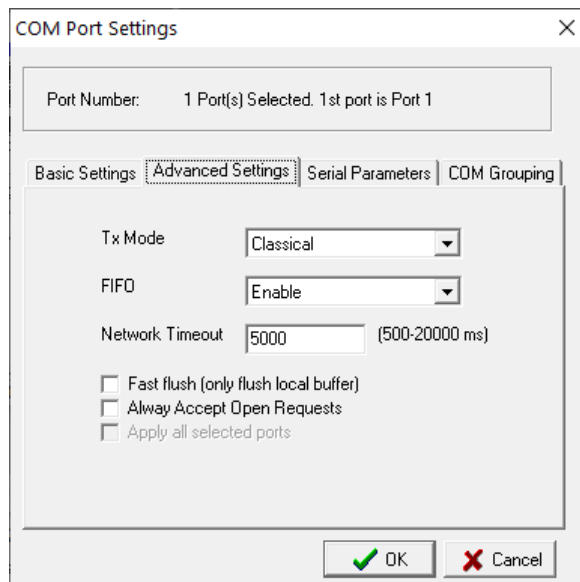 COM Port Settings
Port Number: 1 Port(s) Selected. 1st port is Port 1
Basic Settings Advanced Settings Serial Parameters COM Grouping
Tx Mode Classical
FIFO Enable
Network Timeout 5000 (500-20000 ms)
Fast flush (only flush local buffer)
Alway Accept Open Requests
Apply all selected ports
OK Cancel